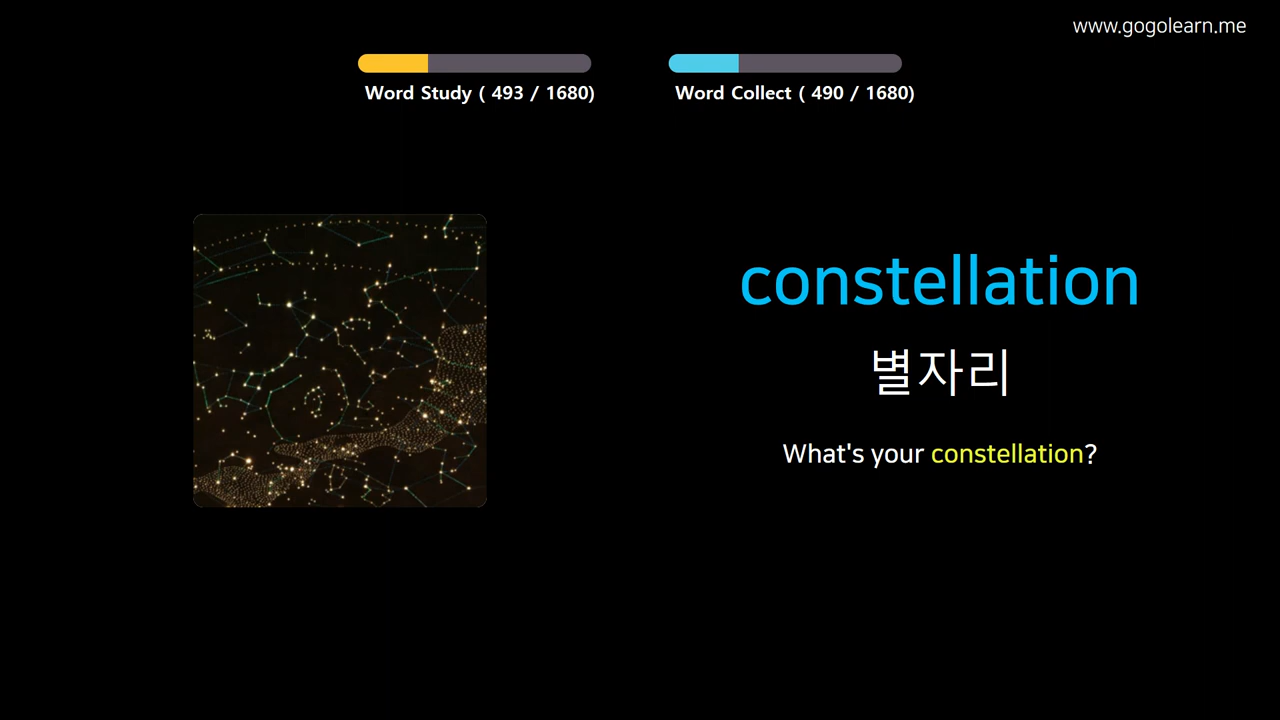 www.gogolearn.me
Word Study ( 493 / 1680)
Word Collect ( 490 / 1680)
constellation
별자리
What's your constellation?